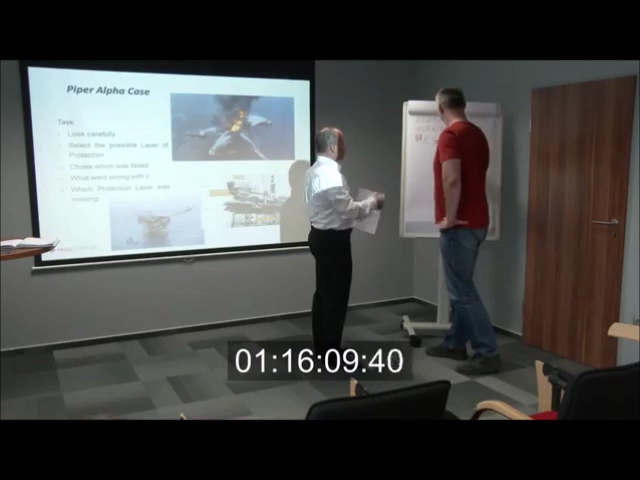 Piper Alpha Case
Task
- Look carefully
- Select the possible Layer of
Protection
- Chose which was failed
- What went wrong with it
- Which Protection Layer was
missing
01:16:09:40